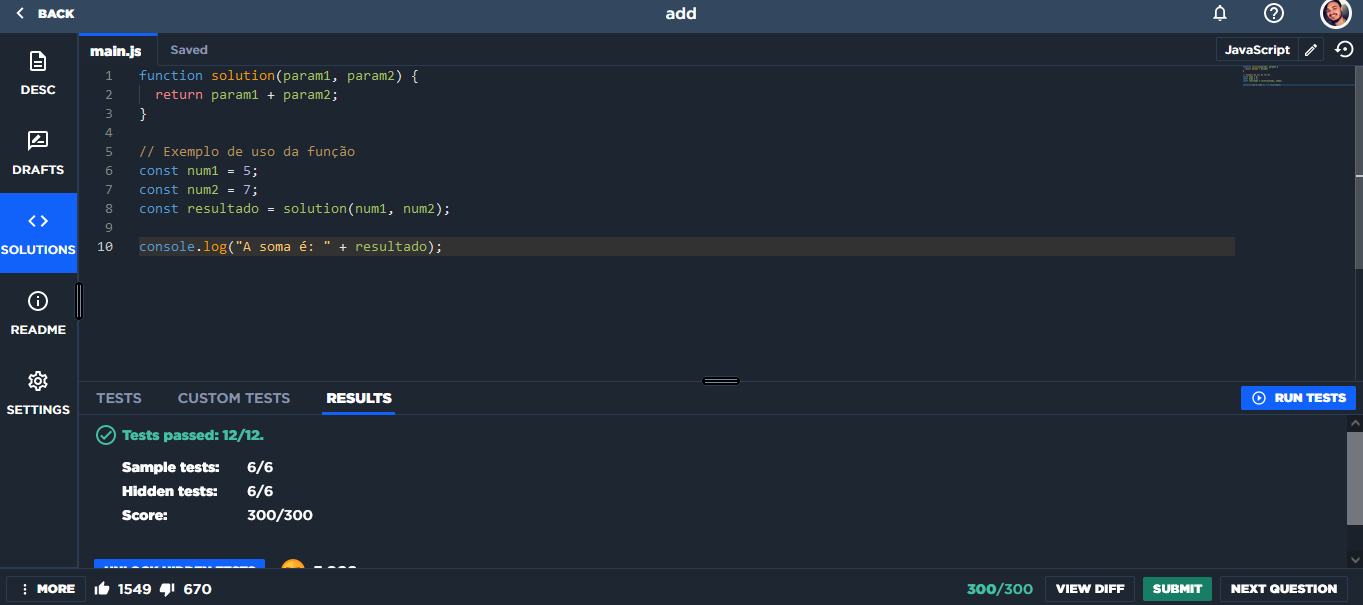 BACK
add
main.js
Saved
JavaScript
DESC
DRAFTS
SOLUTIONS
README
SETTINGS
1 function solution(param1, param2) {
2 return param1 + param2;
3 }
4
5 // Exemplo de uso da função
6 const num1 = 5;
7 const num2 = 7;
8 const resultado = solution(num1, num2);
9
10 console.log("A soma é: " + resultado);
TESTS CUSTOM TESTS RESULTS
RUN TESTS
Tests passed: 12/12.
Sample tests: 6/6
Hidden tests: 6/6
Score: 300/300
UNLOCK HIDDEN TESTS
MORE 1549 670
300/300 VIEW DIFF SUBMIT NEXT QUESTION